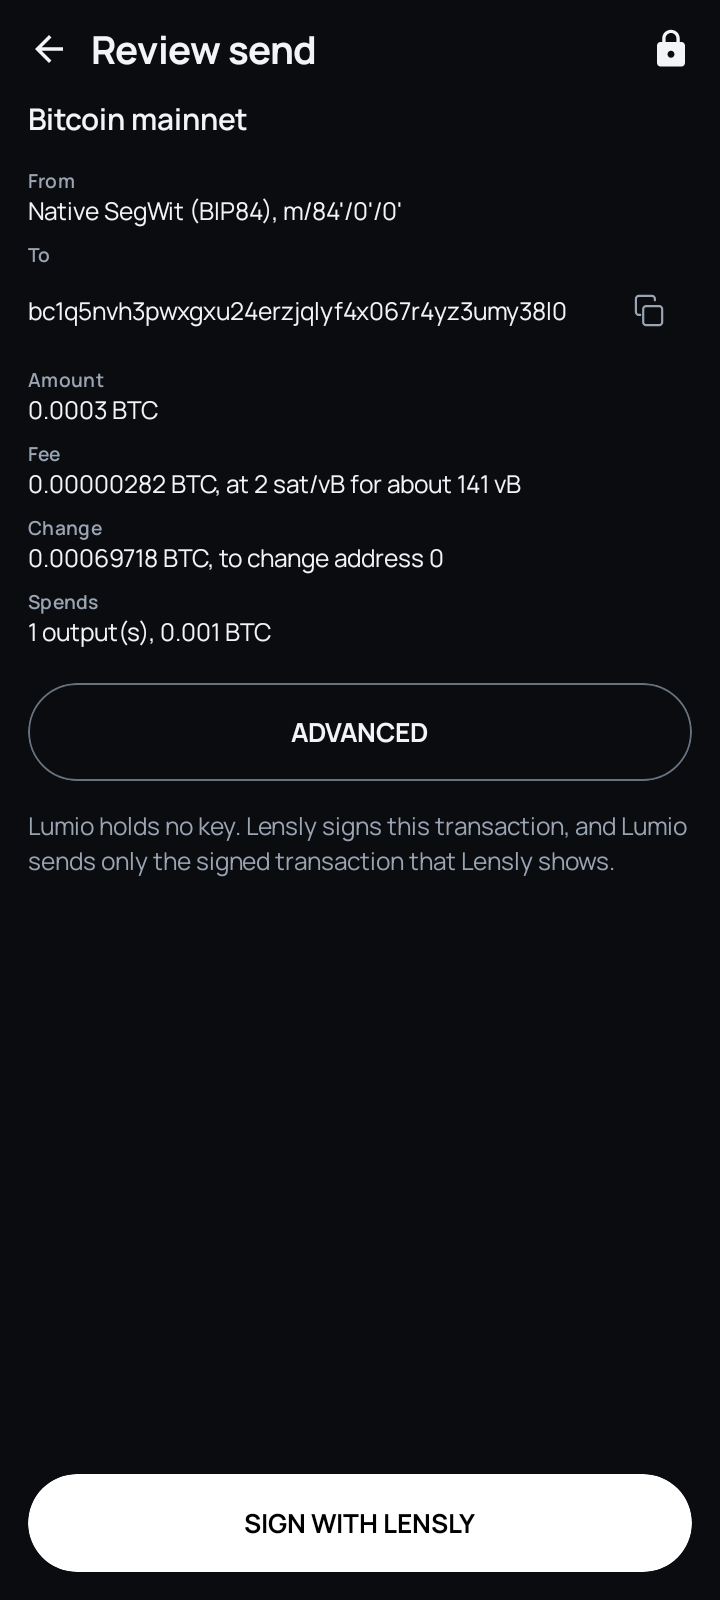 Review send
Bitcoin mainnet
From
Native SegWit (BIP84), m/84'/0'/0'
To
bc1q5nvh3pwxgxu24erzjqlyf4x067r4yz3umy38l0
Amount
0.0003 BTC
Fee
0.00000282 BTC, at 2 sat/vB for about 141 vB
Change
0.00069718 BTC, to change address 0
Spends
1 output(s), 0.001 BTC
ADVANCED
Lumio holds no key. Lensly signs this transaction, and Lumio
sends only the signed transaction that Lensly shows.
SIGN WITH LENSLY